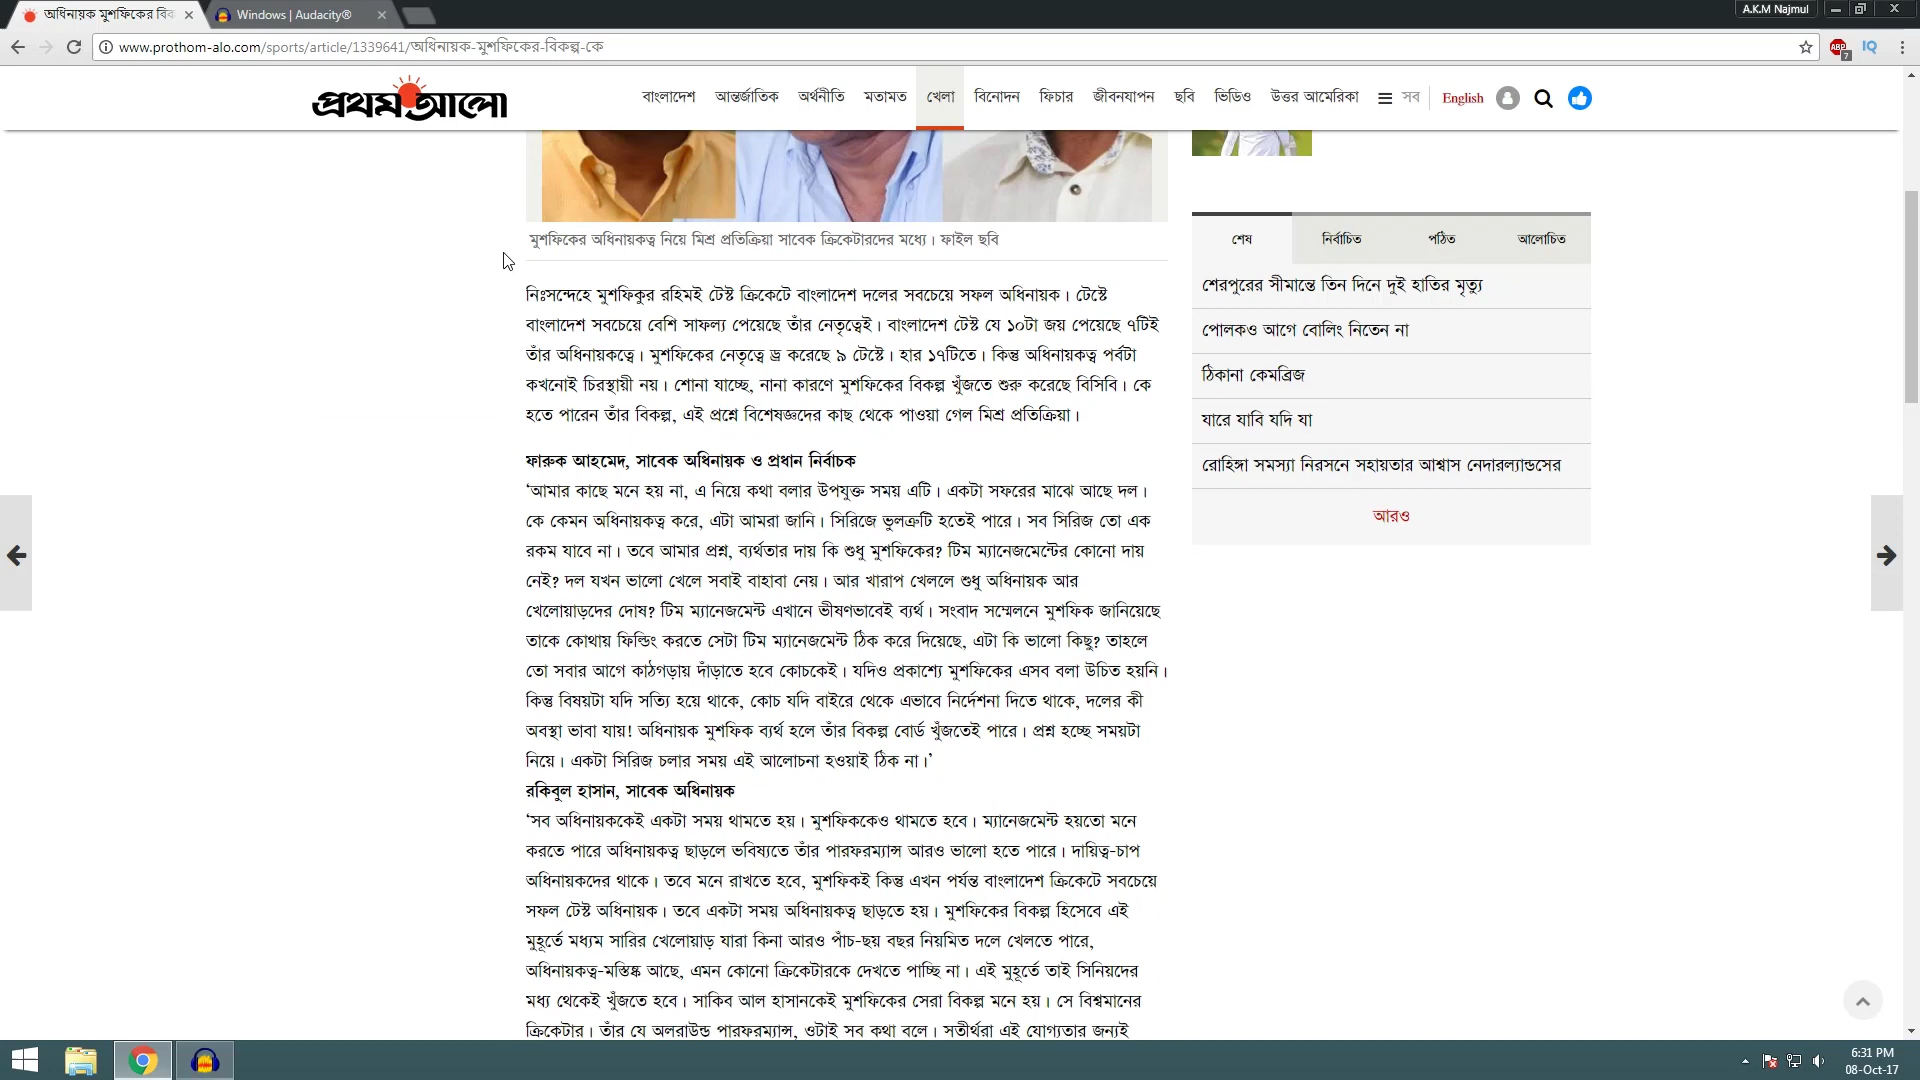 অধিনায়ক মুশফিকের বিক
Windows | Audacity®
A.K.M Najmul
www.prothom-alo.com/sports/article/1339641/অধিনায়ক-মুশফিকের-বিকল্প-কে
ABP
7
IQ
প্রথম আলো
বাংলাদেশ আন্তর্জাতিক অর্থনীতি মতামত খেলা বিনোদন ফিচার জীবনযাপন ছবি ভিডিও উত্তর আমেরিকা সব English
মুশফিকের অধিনায়কত্ব নিয়ে মিশ্র প্রতিক্রিয়া সাবেক ক্রিকেটারদের মধ্যে। ফাইল ছবি
নিঃসন্দেহে মুশফিকুর রহিমই টেস্ট ক্রিকেটে বাংলাদেশ দলের সবচেয়ে সফল অধিনায়ক। টেস্টে
বাংলাদেশ সবচেয়ে বেশি সাফল্য পেয়েছে তাঁর নেতৃত্বেই। বাংলাদেশ টেস্ট যে ১০টা জয় পেয়েছে ৭টিই
তাঁর অধিনায়কত্বে। মুশফিকের নেতৃত্বে ড্র করেছে ৯ টেস্টে। হার ১৭টিতে। কিন্তু অধিনায়কত্ব পর্বটা
কখনোই চিরস্থায়ী নয়। শোনা যাচ্ছে, নানা কারণে মুশফিকের বিকল্প খুঁজতে শুরু করেছে বিসিবি। কে
হতে পারেন তাঁর বিকল্প, এই প্রশ্নে বিশেষজ্ঞদের কাছ থেকে পাওয়া গেল মিশ্র প্রতিক্রিয়া।
ফারুক আহমেদ, সাবেক অধিনায়ক ও প্রধান নির্বাচক
‘আমার কাছে মনে হয় না, এ নিয়ে কথা বলার উপযুক্ত সময় এটি। একটা সফরের মাঝে আছে দল।
কে কেমন অধিনায়কত্ব করে, এটা আমরা জানি। সিরিজে ভুলত্রুটি হতেই পারে। সব সিরিজ তো এক
রকম যাবে না। তবে আমার প্রশ্ন, ব্যর্থতার দায় কি শুধু মুশফিকের? টিম ম্যানেজমেন্টের কোনো দায়
নেই? দল যখন ভালো খেলে সবাই বাহাবা নেয়। আর খারাপ খেললে শুধু অধিনায়ক আর
খেলোয়াড়দের দোষ? টিম ম্যানেজমেন্ট এখানে ভীষণভাবেই ব্যর্থ। সংবাদ সম্মেলনে মুশফিক জানিয়েছে
তাকে কোথায় ফিল্ডিং করতে সেটা টিম ম্যানেজমেন্ট ঠিক করে দিয়েছে, এটা কি ভালো কিছু? তাহলে
তো সবার আগে কাঠগড়ায় দাঁড়াতে হবে কোচকেই। যদিও প্রকাশ্যে মুশফিকের এসব বলা উচিত হয়নি।
কিন্তু বিষয়টা যদি সত্যি হয়ে থাকে, কোচ যদি বাইরে থেকে এভাবে নির্দেশনা দিতে থাকে, দলের কী
অবস্থা ভাবা যায়! অধিনায়ক মুশফিক ব্যর্থ হলে তাঁর বিকল্প বোর্ড খুঁজতেই পারে। প্রশ্ন হচ্ছে সময়টা
নিয়ে। একটা সিরিজ চলার সময় এই আলোচনা হওয়াই ঠিক না।’
রকিবুল হাসান, সাবেক অধিনায়ক
‘সব অধিনায়ককেই একটা সময় থামতে হয়। মুশফিককেও থামতে হবে। ম্যানেজমেন্ট হয়তো মনে
করতে পারে অধিনায়কত্ব ছাড়লে ভবিষ্যতে তাঁর পারফরম্যান্স আরও ভালো হতে পারে। দায়িত্ব-চাপ
অধিনায়কদের থাকে। তবে মনে রাখতে হবে, মুশফিকই কিন্তু এখন পর্যন্ত বাংলাদেশ ক্রিকেটে সবচেয়ে
সফল টেস্ট অধিনায়ক। তবে একটা সময় অধিনায়কত্ব ছাড়তে হয়। মুশফিকের বিকল্প হিসেবে এই
মুহূর্তে মধ্যম সারির খেলোয়াড় যারা কিনা আরও পাঁচ-ছয় বছর নিয়মিত দলে খেলতে পারে,
অধিনায়কত্ব-মস্তিষ্ক আছে, এমন কোনো ক্রিকেটারকে দেখতে পাচ্ছি না। এই মুহূর্তে তাই সিনিয়দের
মধ্য থেকেই খুঁজতে হবে। সাকিব আল হাসানকেই মুশফিকের সেরা বিকল্প মনে হয়। সে বিশ্বমানের
ক্রিকেটার। তাঁর যে অলরাউন্ড পারফরম্যান্স, ওটাই সব কথা বলে। সতীর্থরা এই যোগ্যতার জন্যই
শেষ নির্বাচিত পঠিত আলোচিত
শেরপুরের সীমান্তে তিন দিনে দুই হাতির মৃত্যু
পোলকও আগে বোলিং নিতেন না
ঠিকানা কেমব্রিজ
যারে যাবি যদি যা
রোহিঙ্গা সমস্যা নিরসনে সহায়তার আশ্বাস নেদারল্যান্ডসের
আরও
6:31 PM
08-Oct-17